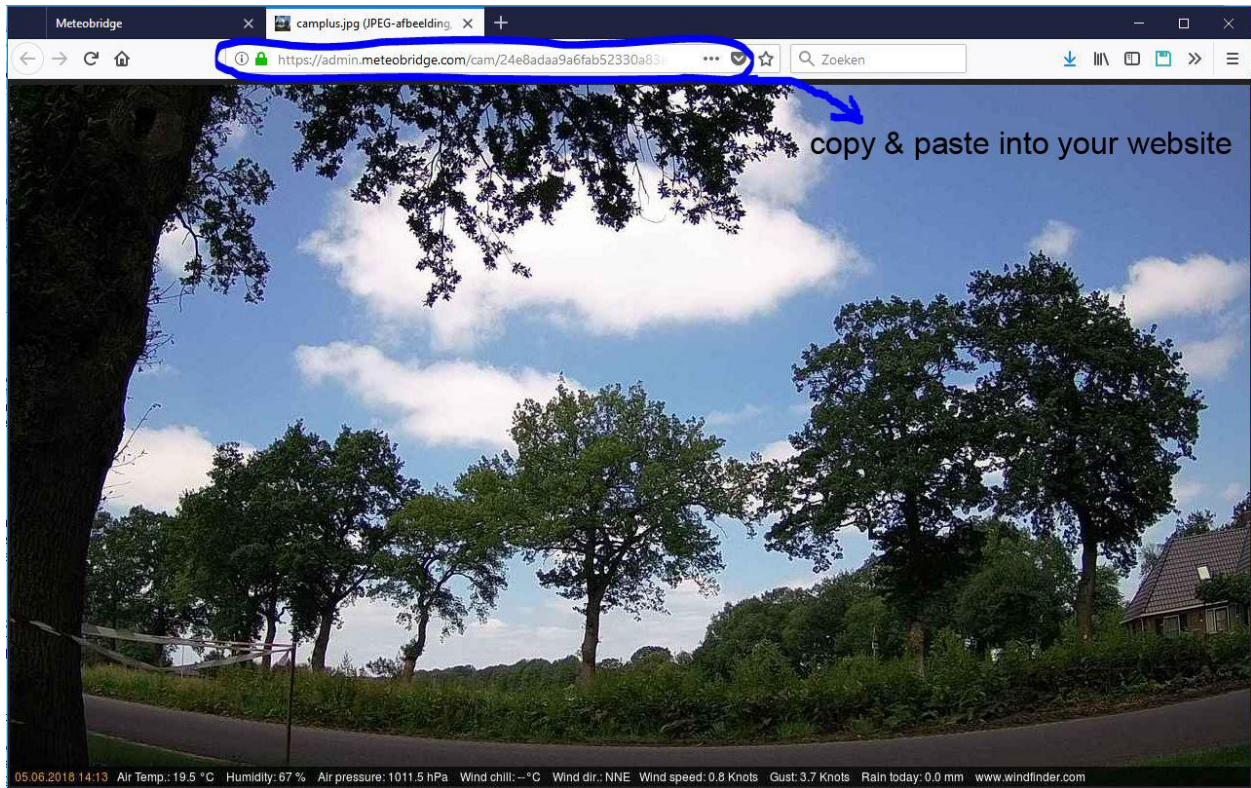 Meteobridge
camplus.jpg (JPEG-afbeelding,
https://admin.meteobridge.com/cam/24e8adaa9a6fab52330a83e
Zoeken
copy & paste into your website
05.06.2018 14:13 Air Temp.: 19.5 °C Humidity: 67 % Air pressure: 1011.5 hPa Wind chill: --°C Wind dir.: NNE Wind speed: 0.8 Knots Gust: 3.7 Knots Rain today: 0.0 mm www.windfinder.com